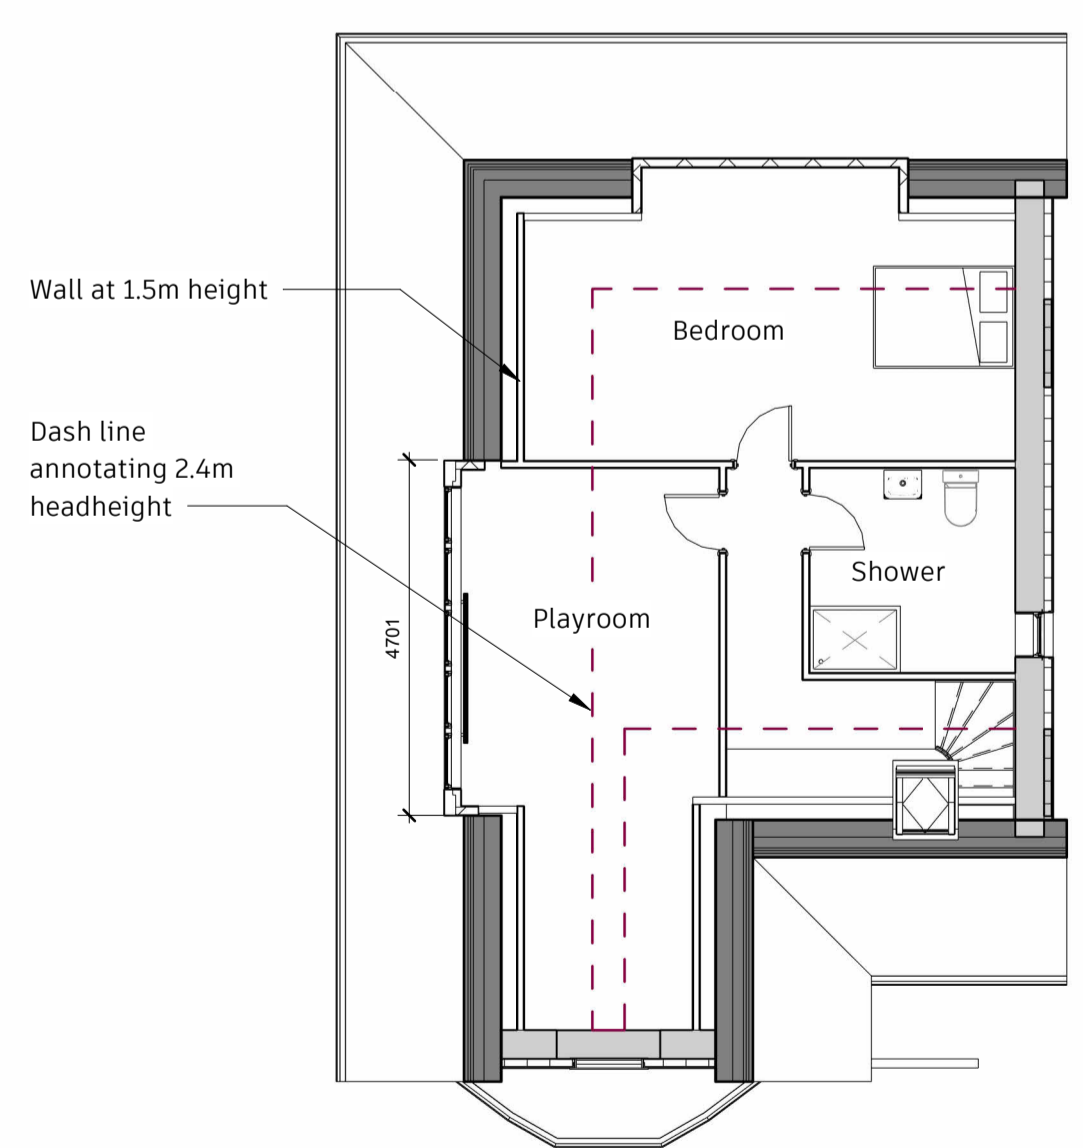 Wall at 1.5m height
Bedroom
Dash line
annotating 2.4m
headheight
Shower
Playroom
4701